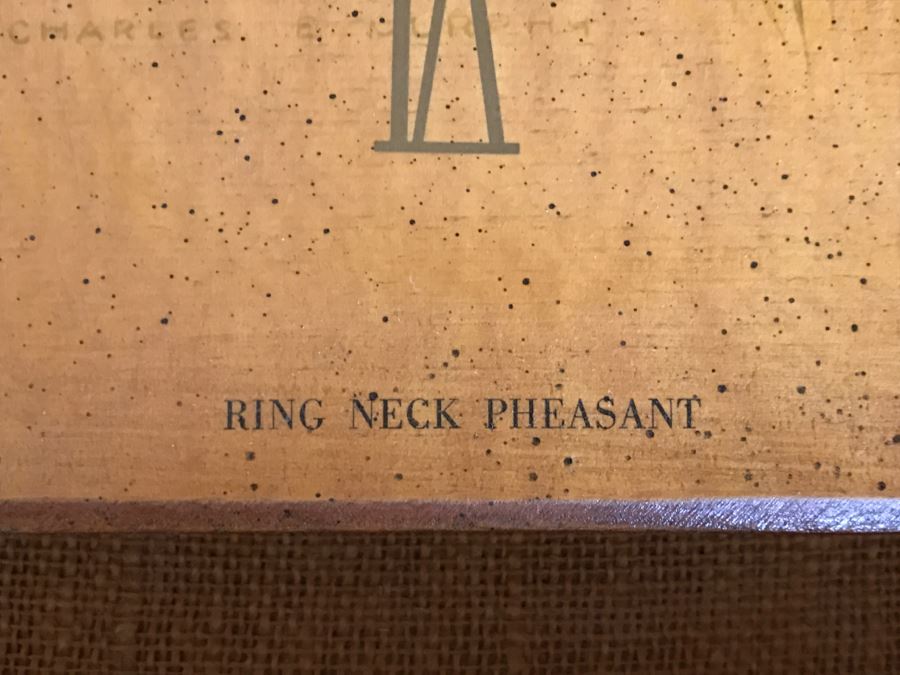 CHARLES E MURPHY
RING NECK PHEASANT